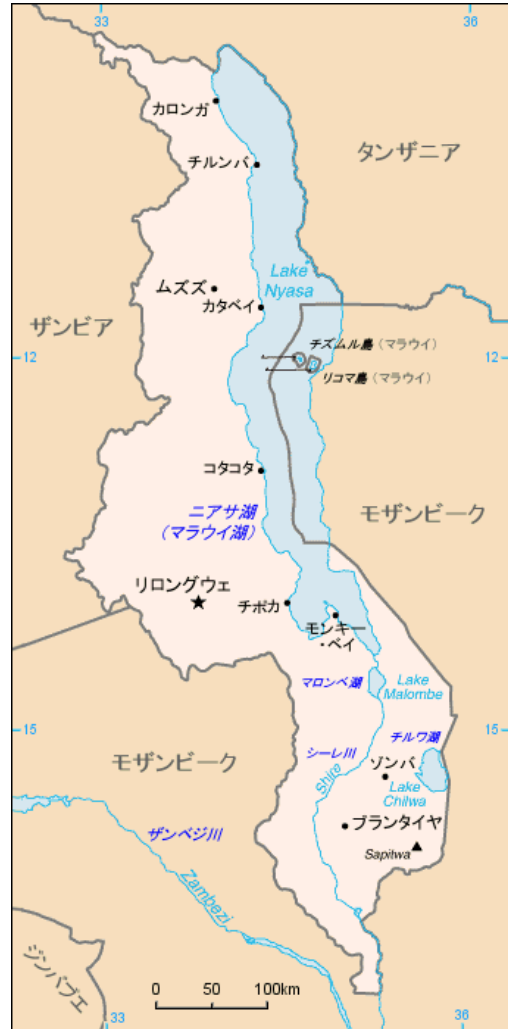 33
36
カロンガ
タンザニア
チルンバ
Lake
Nyasa
ムズズ
カタベイ
ザンビア
チズムル島（マラウイ）
12
12
リコマ島（マラウイ）
コタコタ
ニアサ湖
（マラウイ湖）
モザンビーク
リロングウェ
チポカ
モンキー
・ベイ
マロンベ湖
Lake
Malombe
15
15
シーレ川
チルワ湖
モザンビーク
ゾンバ
Shire
Lake
Chilwa
ブランタイヤ
ザンベジ川
Sapitwa
Zambezi
ジンバブエ
0 50 100km
33
36